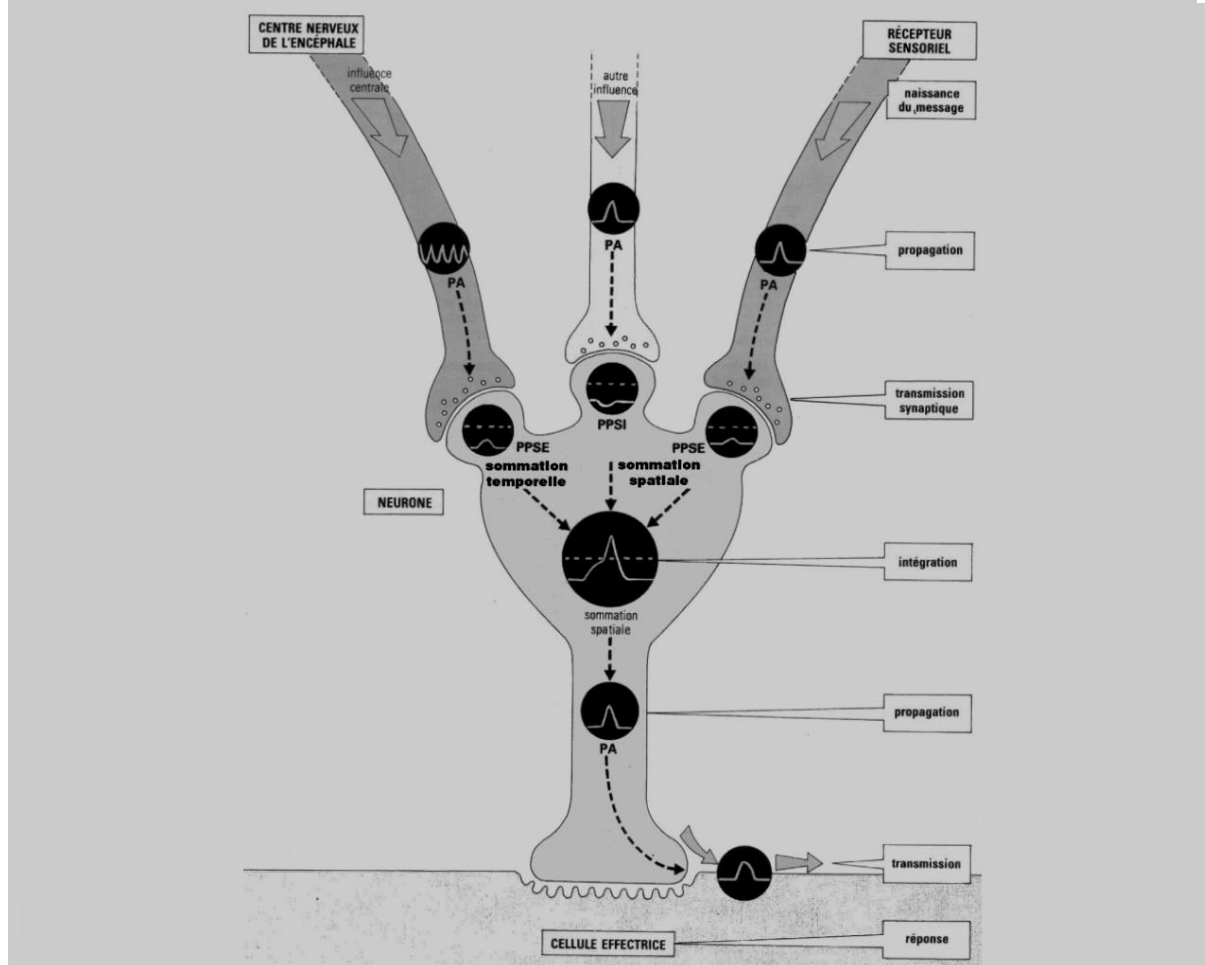 CENTRE NERVEUX
DE L'ENCÉPHALE
RÉCEPTEUR
SENSORIEL
influence
centrale
autre
influence
naissance
du message
PA
propagation
PA
PA
transmission
synaptique
PPSI
PPSE
PPSE
sommation
temporelle
sommation
spatiale
NEURONE
intégration
sommation
spatiale
propagation
PA
transmission
CELLULE EFFECTRICE
réponse